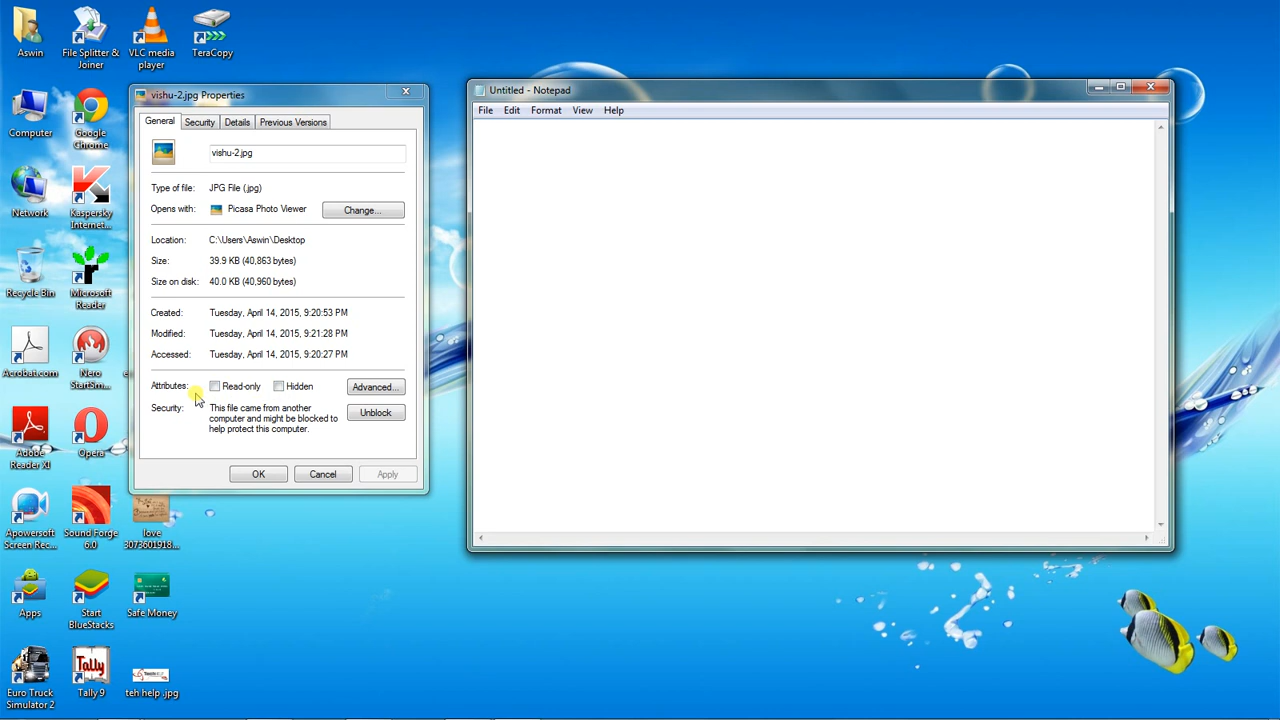 Aswin
File Splitter &
Joiner
VLC media
player
TeraCopy
Computer
Google
Chrome
Network
Kaspersky
Internet...
Recycle Bin
Microsoft
Reader
Acrobat.com
Nero
StartSm...
Adobe
Reader XI
Opera
Apowersoft
Screen Rec...
Sound Forge
6.0
love
3073601918...
Apps
Start
BlueStacks
Safe Money
Euro Truck
Simulator 2
Tally
Tally 9
teh help .jpg
vishu-2.jpg Properties
General
Security
Details
Previous Versions
vishu-2.jpg
Type of file: JPG File (.jpg)
Opens with: Picasa Photo Viewer
Change...
Location: C:\Users\Aswin\Desktop
Size: 39.9 KB (40,863 bytes)
Size on disk: 40.0 KB (40,960 bytes)
Created: Tuesday, April 14, 2015, 9:20:53 PM
Modified: Tuesday, April 14, 2015, 9:21:28 PM
Accessed: Tuesday, April 14, 2015, 9:20:27 PM
Attributes: Read-only Hidden
Advanced...
Security: This file came from another
computer and might be blocked to
help protect this computer.
Unblock
OK Cancel Apply
Untitled - Notepad
File Edit Format View Help